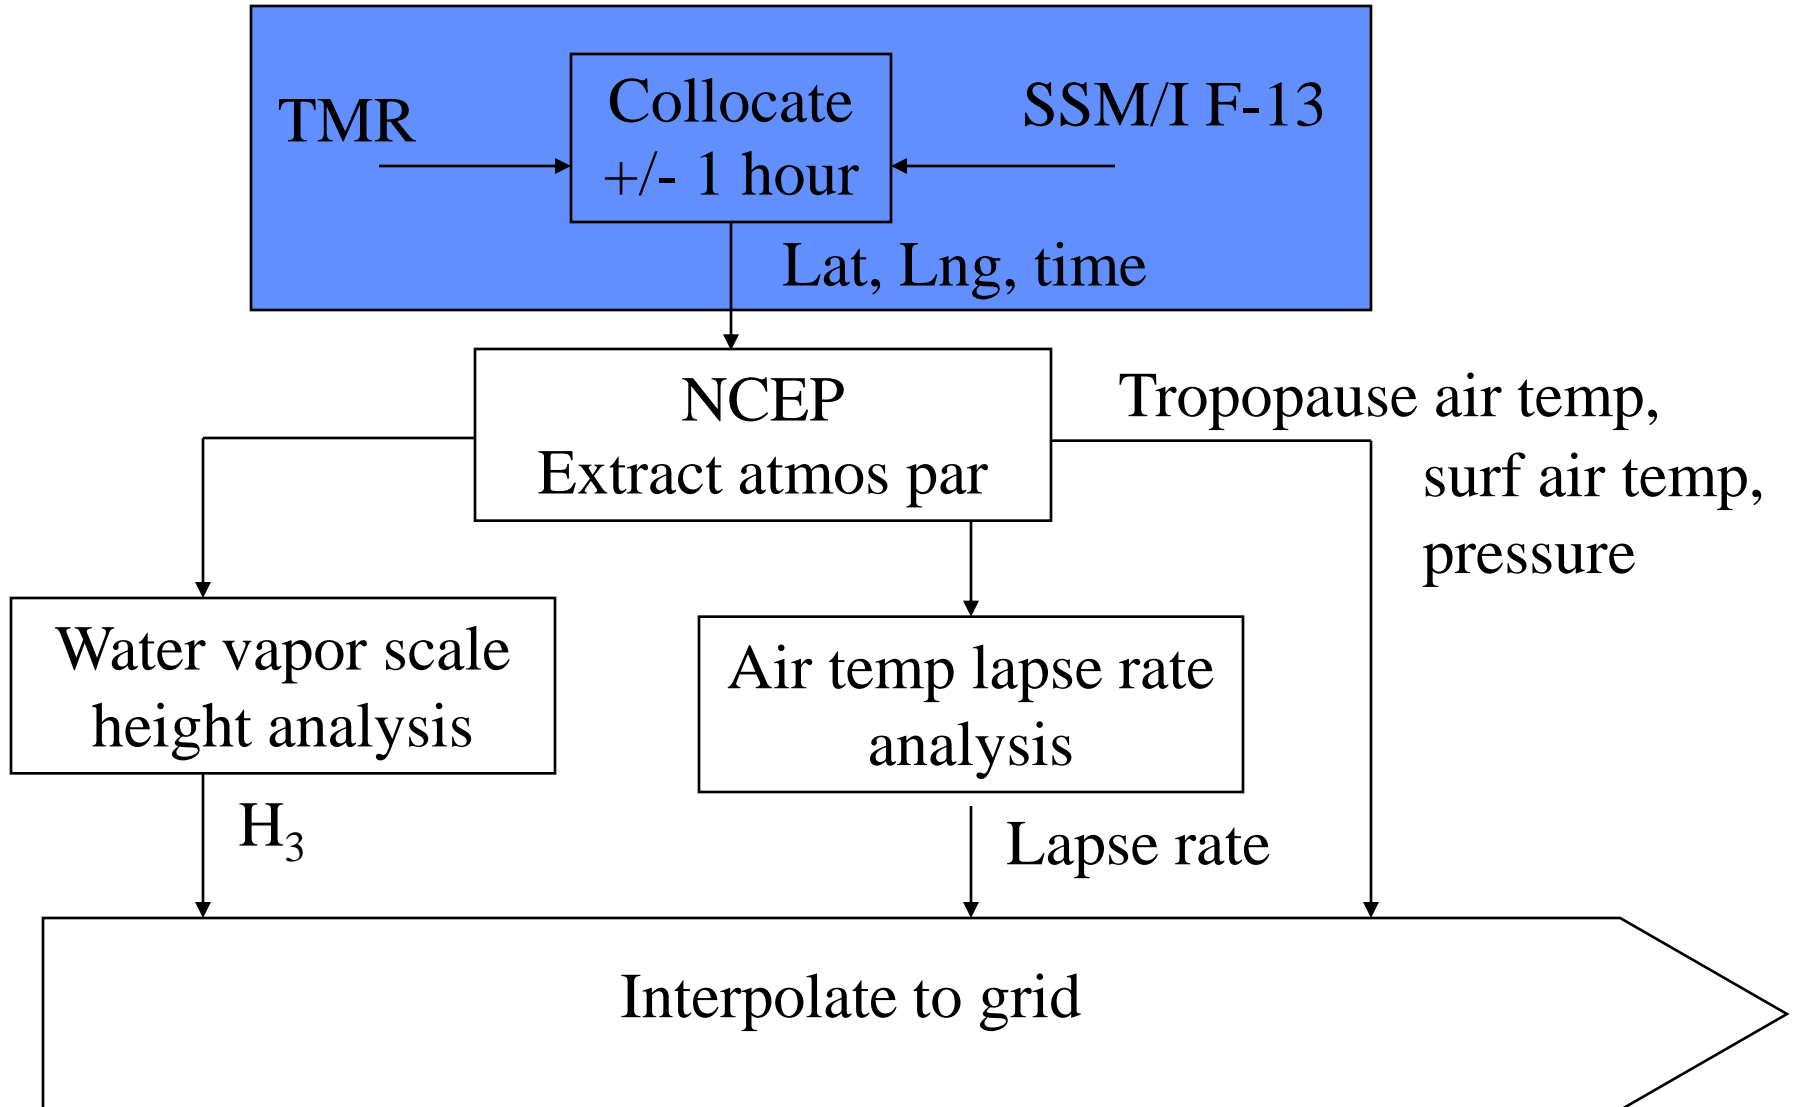 TMR
Collocate
+/- 1 hour
SSM/I F-13
Lat, Lng, time
NCEP
Extract atmos par
Tropopause air temp,
surf air temp,
pressure
Water vapor scale
height analysis
Air temp lapse rate
analysis
H₃
Lapse rate
Interpolate to grid